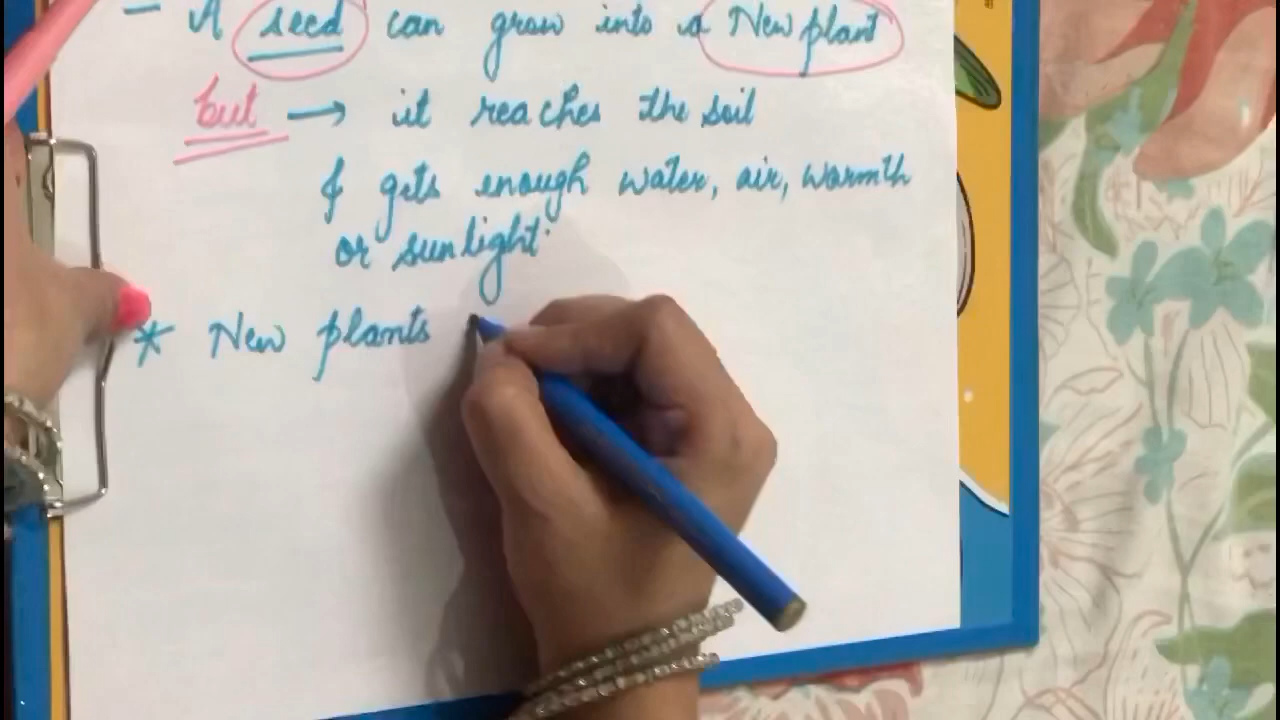 - A seed can grow into a New plant
but → it reaches the soil
& gets enough water, air, warmth
or sunlight.
* New plants